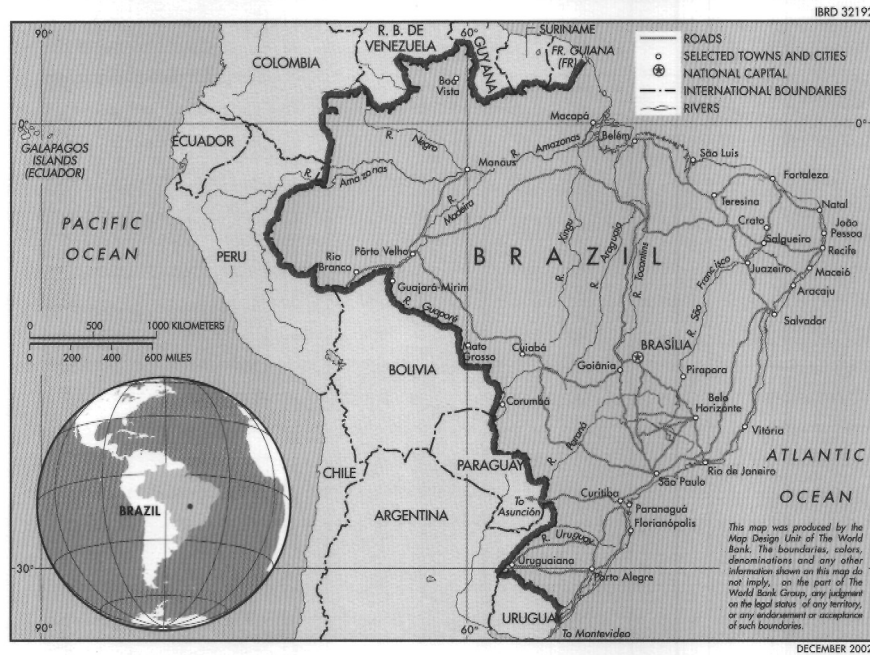 IBRD 32192
90°
60°
R. B. DE
VENEZUELA
GUYANA
SURINAME
FR. GUIANA
(FR)
COLOMBIA
ROADS
SELECTED TOWNS AND CITIES
NATIONAL CAPITAL
INTERNATIONAL BOUNDARIES
RIVERS
Boa
Vista
0°
0°
Macapá
GALAPAGOS
ISLANDS
(ECUADOR)
ECUADOR
R. Negro
R. Amazonas
Belém
São Luis
Manaus
R.
Amazonas
Fortaleza
R. Madeira
Teresina
Natal
PACIFIC
OCEAN
PERU
Crato
João
Pessoa
Salgueiro
Recife
Rio
Branco
Pôrto Velho
BRAZIL
R. Xingu
R. Araguaia
R. Tocantins
R. São Francisco
Juazeiro
Maceió
Aracaju
Guajará-Mirim
R. Guaporé
Salvador
0 500 1000 KILOMETERS
0 200 400 600 MILES
Mato
Grosso
Cuiabá
BRASÍLIA
Goiânia
Pirapora
BOLIVIA
Corumbá
Belo
Horizonte
Vitória
R. Paraná
CHILE
PARAGUAY
ATLANTIC
OCEAN
Rio de Janeiro
São Paulo
BRAZIL
To
Asunción
Curitiba
Paranaguá
Florianópolis
ARGENTINA
R. Uruguay
Uruguaiana
30°
30°
Porto Alegre
URUGUAY
To Montevideo
90°
60°
This map was produced by the
Map Design Unit of The World
Bank. The boundaries, colors,
denominations and any other
information shown on this map do
not imply, on the part of The
World Bank Group, any judgment
on the legal status of any territory,
or any endorsement or acceptance
of such boundaries.
DECEMBER 2002